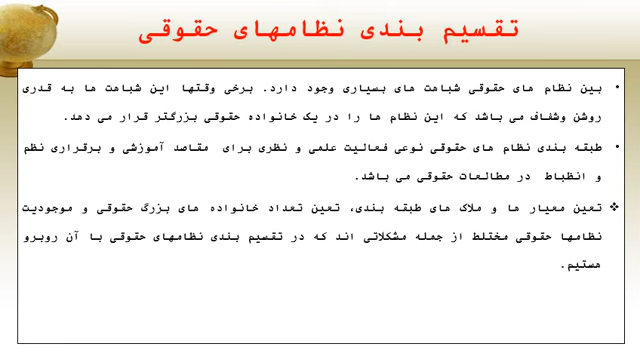 تقسیم بندی نظامهای حقوقی
• بین نظام های حقوقی شباهت های بسیاری وجود دارد. برخی وقتها این شباهت ها به قدری
روشن وشفاف می باشد که این نظام ها را در یک خانواده حقوقی بزرگتر قرار می دهد.
• طبقه بندی نظام های حقوقی نوعی فعالیت علمی و نظری برای مقاصد آموزشی و برقراری نظم
و انظباط در مطالعات حقوقی می باشد.
❖ تعین معیار ها و ملاک های طبقه بندی، تعین تعداد خانواده های بزرگ حقوقی و موجودیت
نظامها حقوقی مختلط از جمله مشکلاتی اند که در تقسیم بندی نظامهای حقوقی با آن روبرو
هستیم.